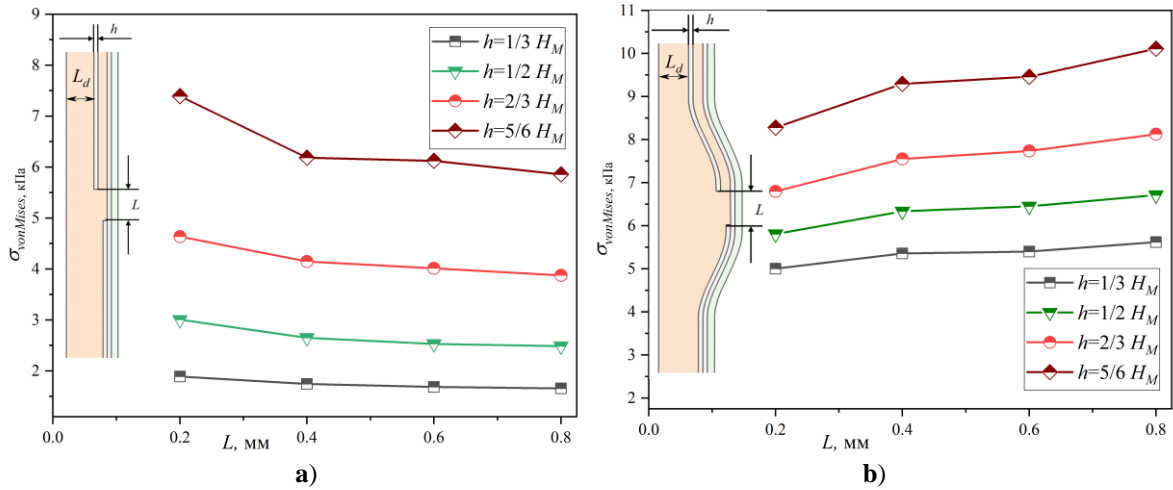 9
8
7
6
5
4
3
2
σvonMises, кПа
h
L_d
L
h=1/3 H_M
h=1/2 H_M
h=2/3 H_M
h=5/6 H_M
0.0 0.2 0.4 0.6 0.8
L, мм
a)
11
10
9
8
7
6
5
4
3
2
σvonMises, кПа
h
L_d
L
h=1/3 H_M
h=1/2 H_M
h=2/3 H_M
h=5/6 H_M
0.0 0.2 0.4 0.6 0.8
L, мм
b)